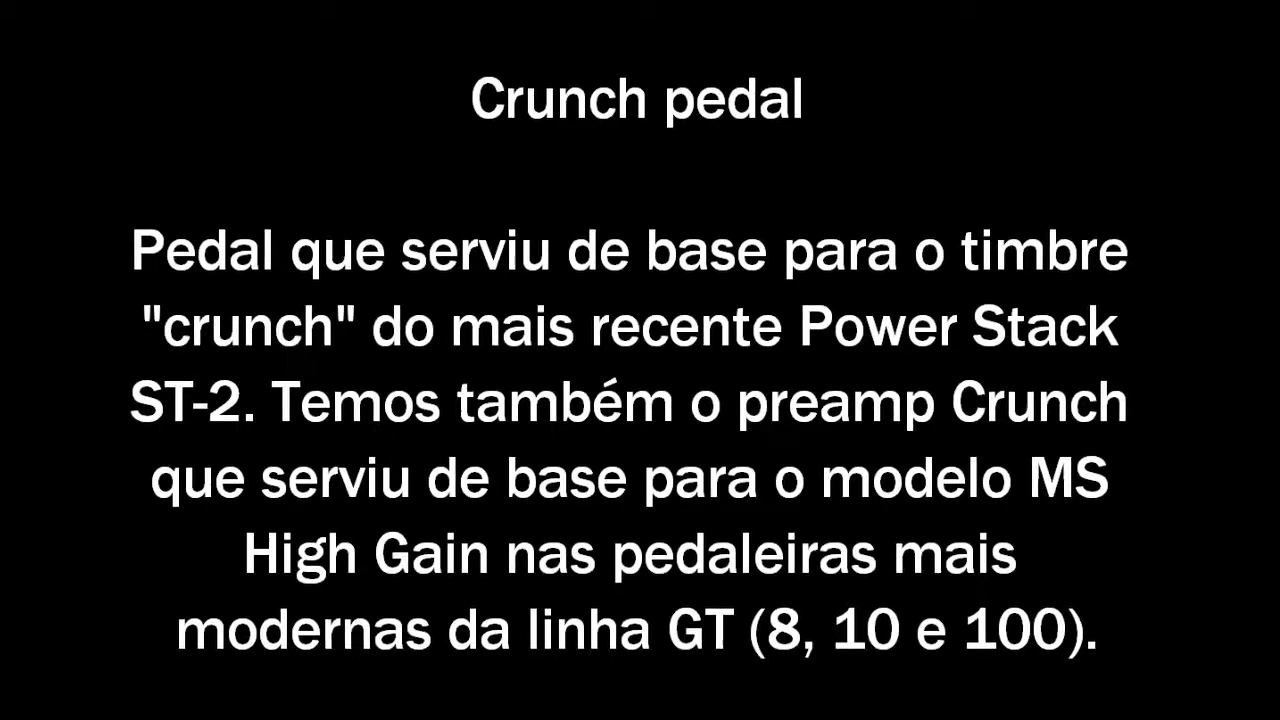 Crunch pedal
Pedal que serviu de base para o timbre
"crunch" do mais recente Power Stack
ST-2. Temos também o preamp Crunch
que serviu de base para o modelo MS
High Gain nas pedaleiras mais
modernas da linha GT (8, 10 e 100).